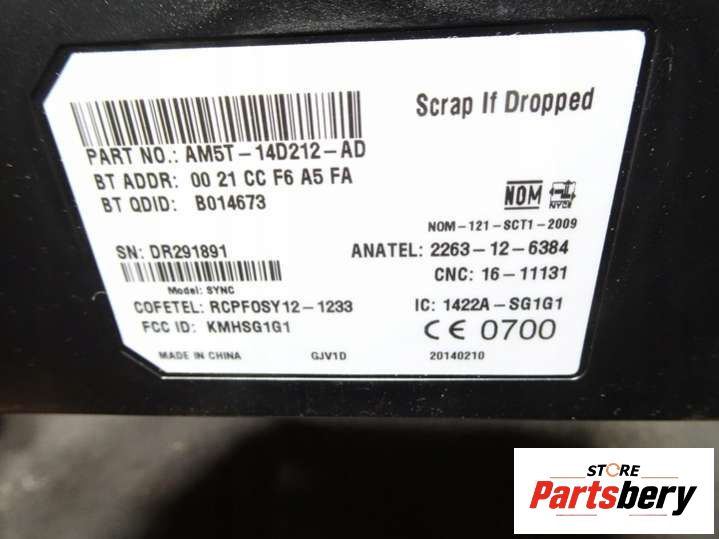 Scrap If Dropped
PART NO.: AM5T-14D212-AD
BT ADDR: 00 21 CC F6 A5 FA
BT QDID: B014673
NOM
NYCE
NOM-121-SCT1-2009
SN: DR291891
ANATEL: 2263-12-6384
CNC: 16-11131
Model: SYNC
COFETEL: RCPFOSY12-1233
IC: 1422A-SG1G1
FCC ID: KMHSG1G1
CE 0700
MADE IN CHINA
GJV1D
20140210
STORE
Partsbery